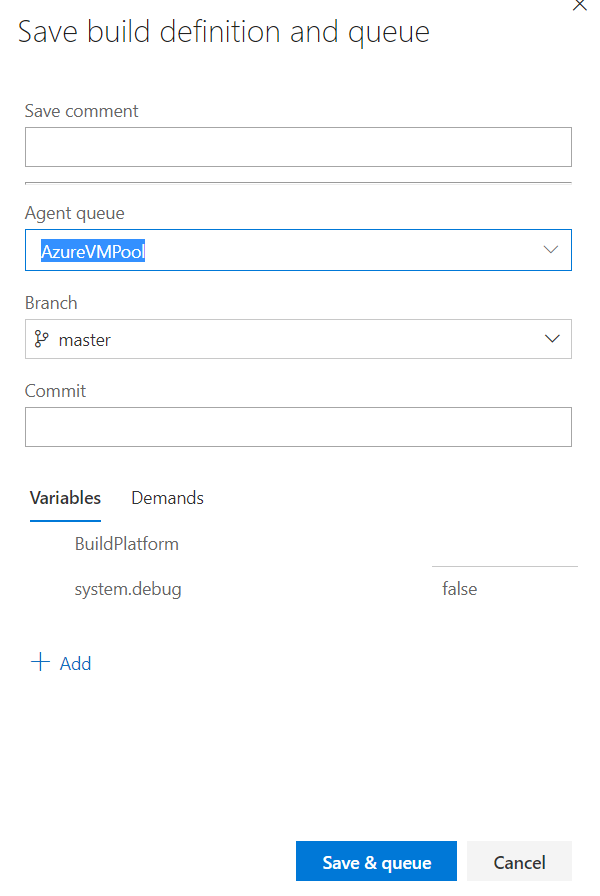 Save build definition and queue
Save comment
Agent queue
AzureVMPool
Branch
master
Commit
Variables Demands
BuildPlatform
system.debug false
Add
Save & queue Cancel